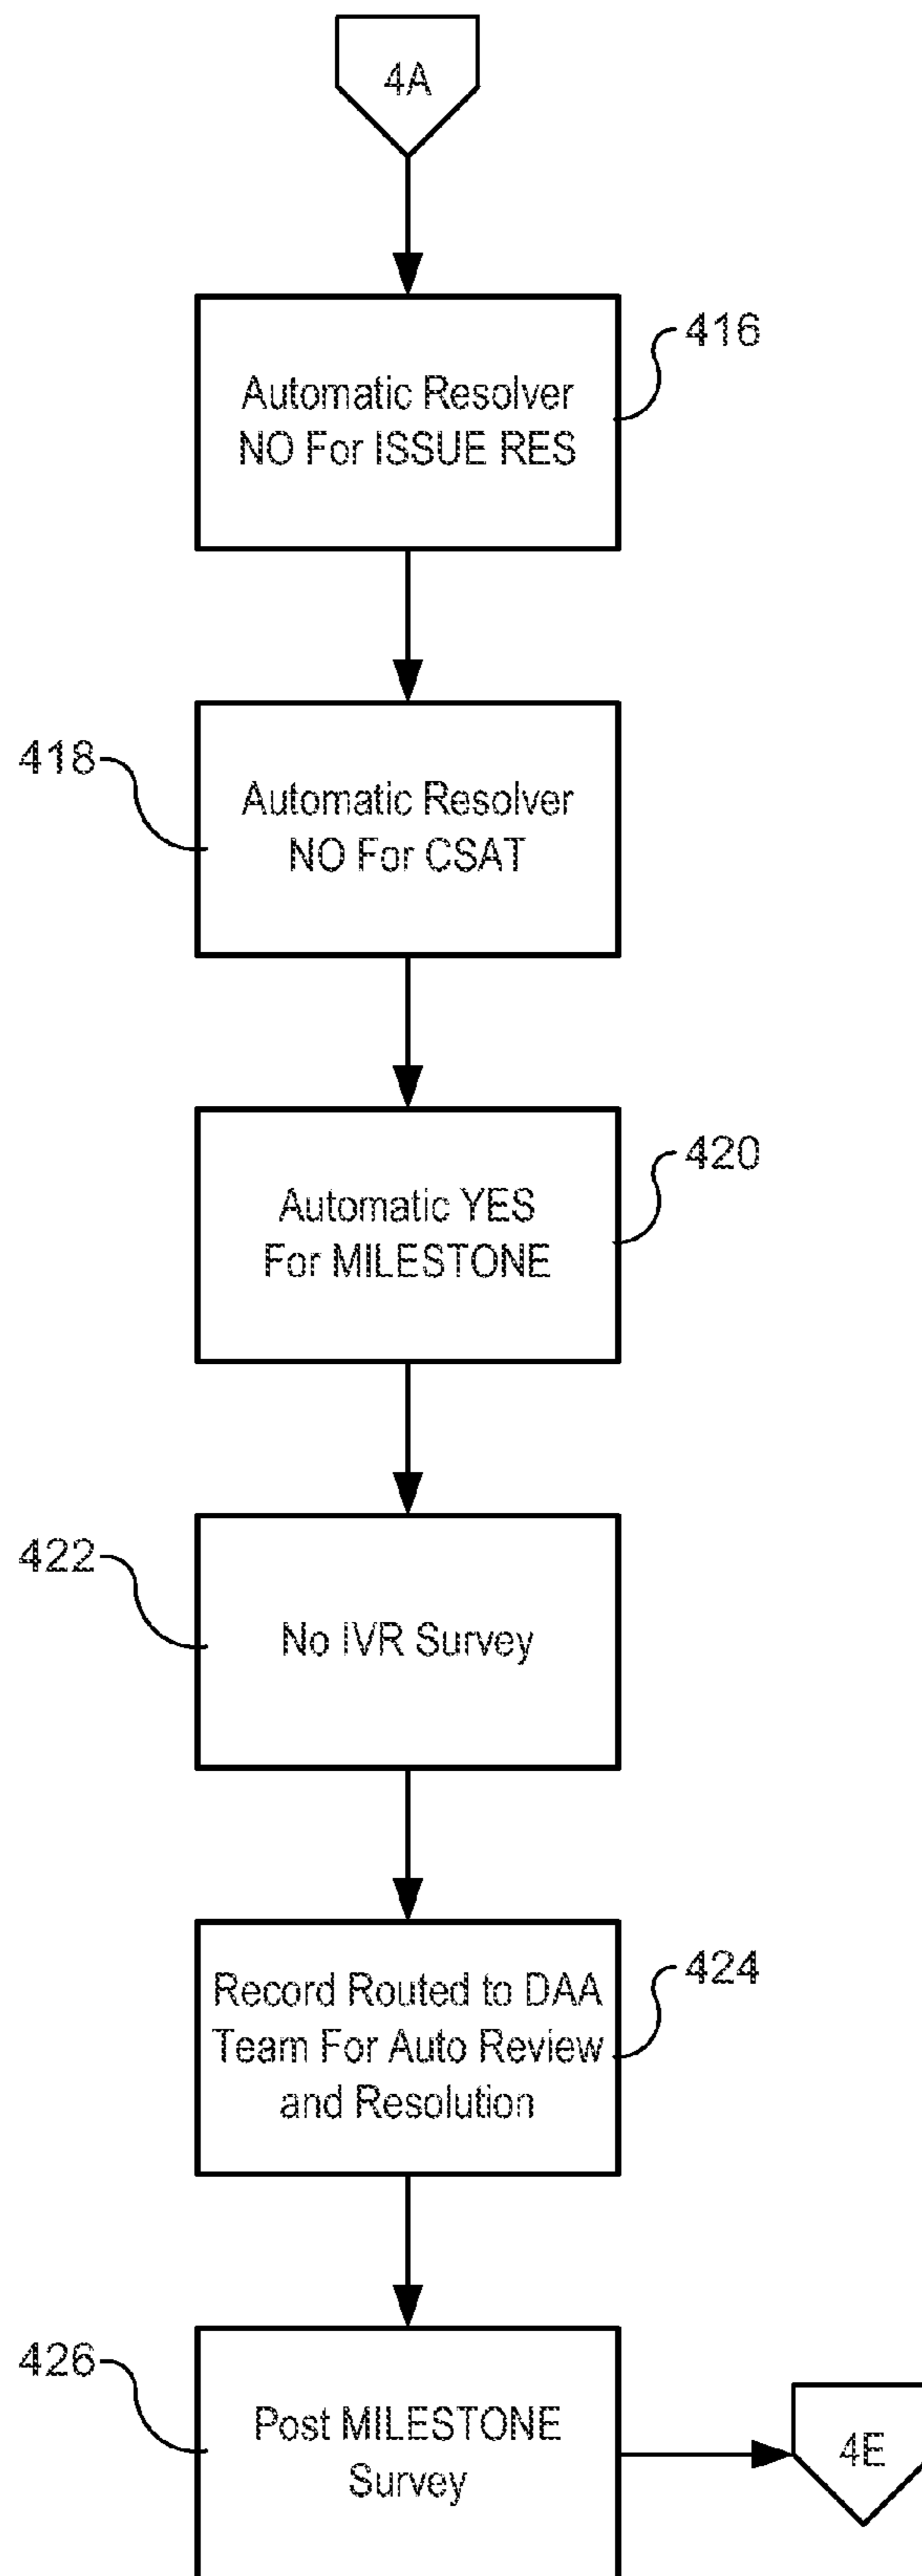 4A
Automatic Resolver
NO For ISSUE RES
416
418
Automatic Resolver
NO For CSAT
Automatic YES
For MILESTONE
420
422
No IVR Survey
Record Routed to DAA
Team For Auto Review
and Resolution
424
426
Post MILESTONE
Survey
4E